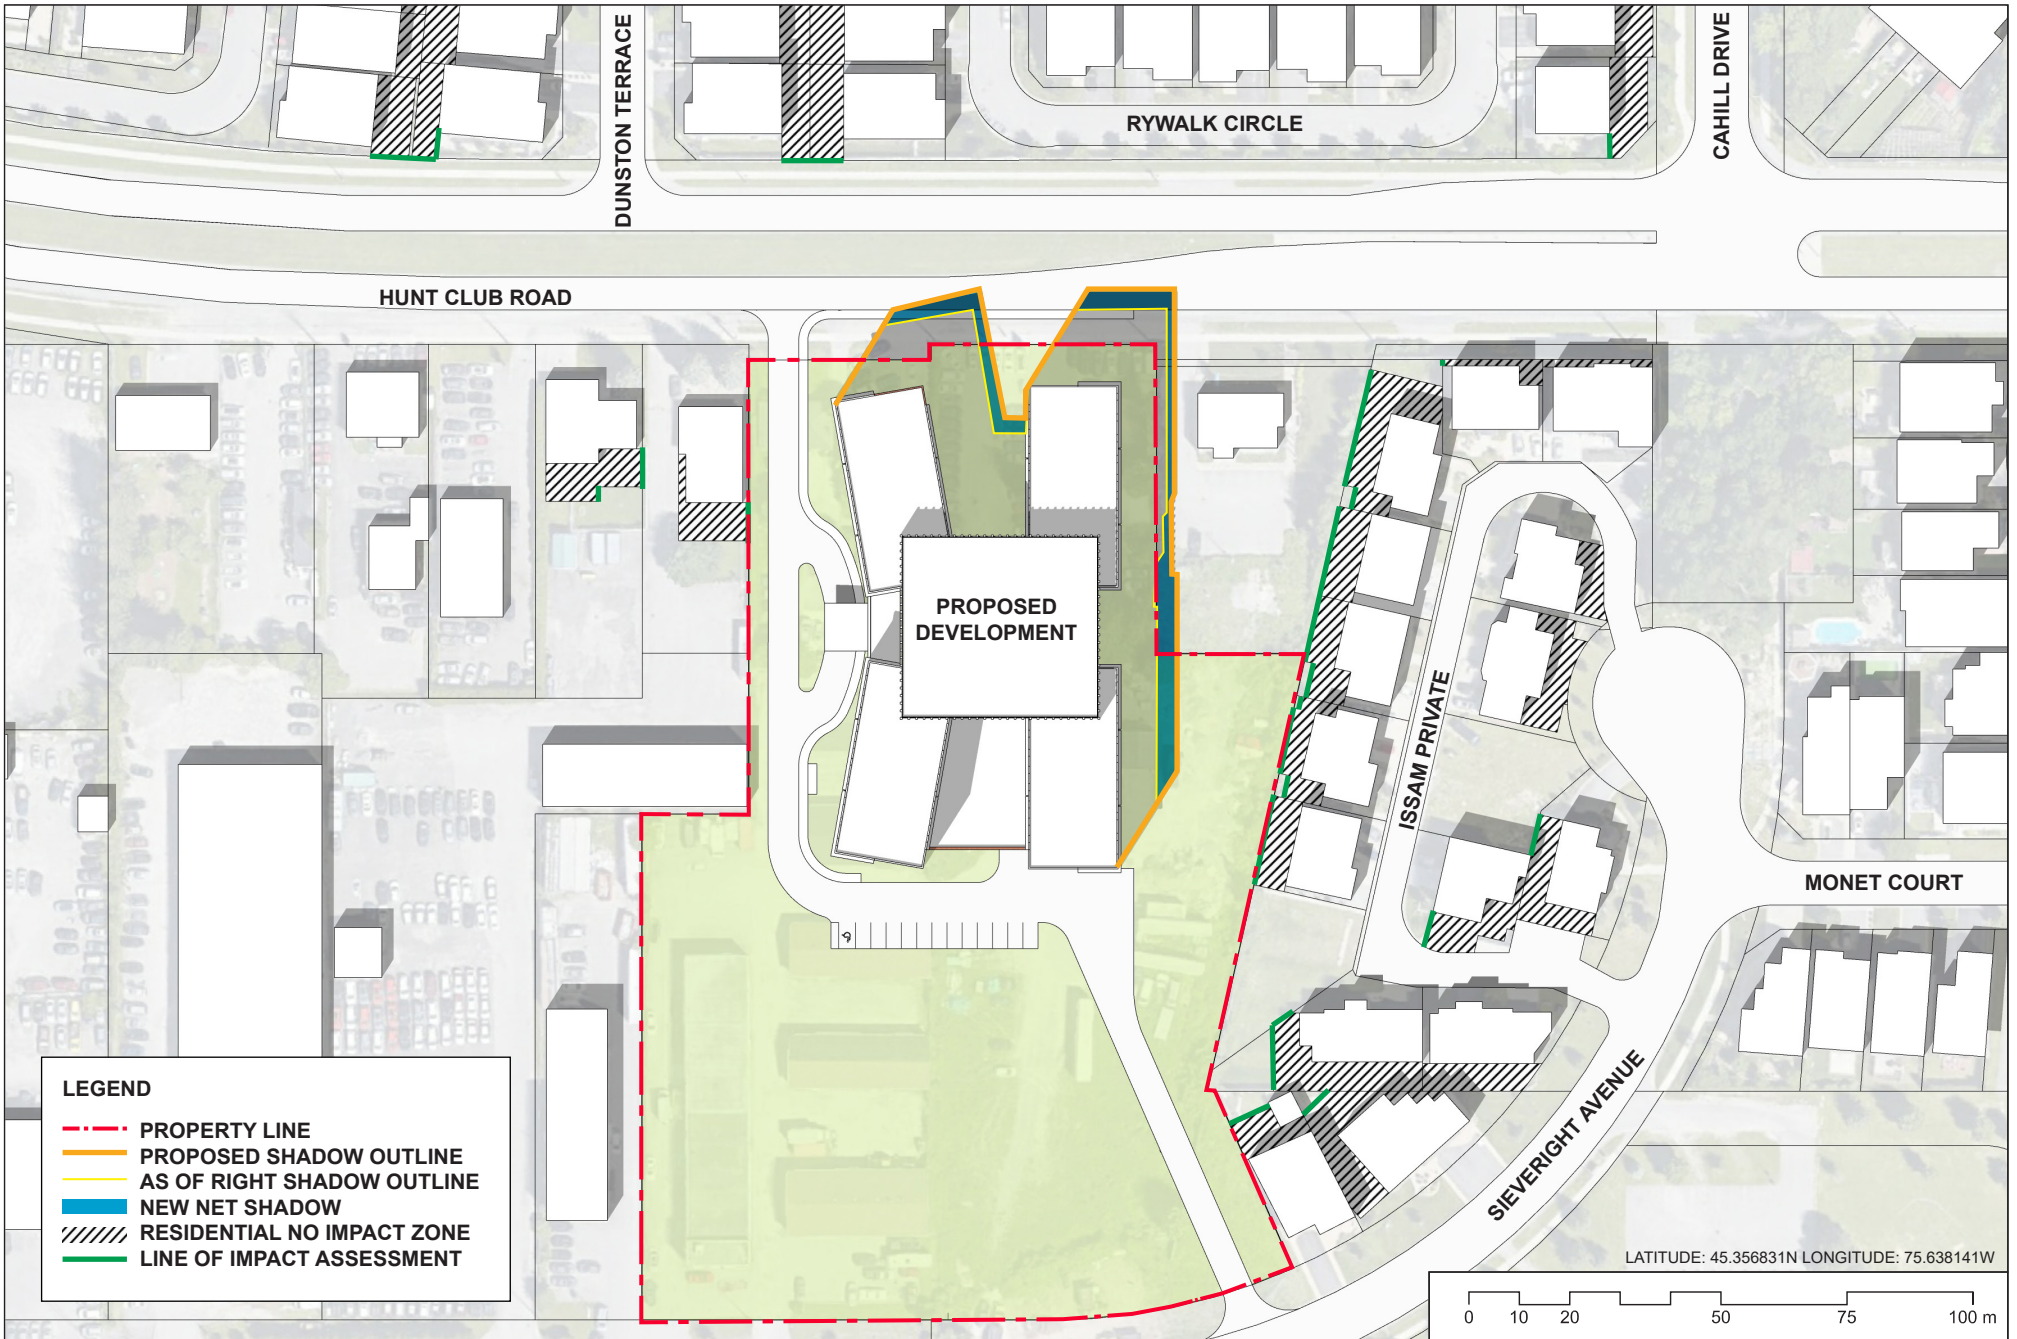 DUNSTON TERRACE
RYWALK CIRCLE
CAHILL DRIVE
HUNT CLUB ROAD
PROPOSED
DEVELOPMENT
ISSAM PRIVATE
MONET COURT
SIEVERIGHT AVENUE
LEGEND
PROPERTY LINE
PROPOSED SHADOW OUTLINE
AS OF RIGHT SHADOW OUTLINE
NEW NET SHADOW
RESIDENTIAL NO IMPACT ZONE
LINE OF IMPACT ASSESSMENT
LATITUDE: 45.356831N LONGITUDE: 75.638141W
0 10 20 50 75 100 m